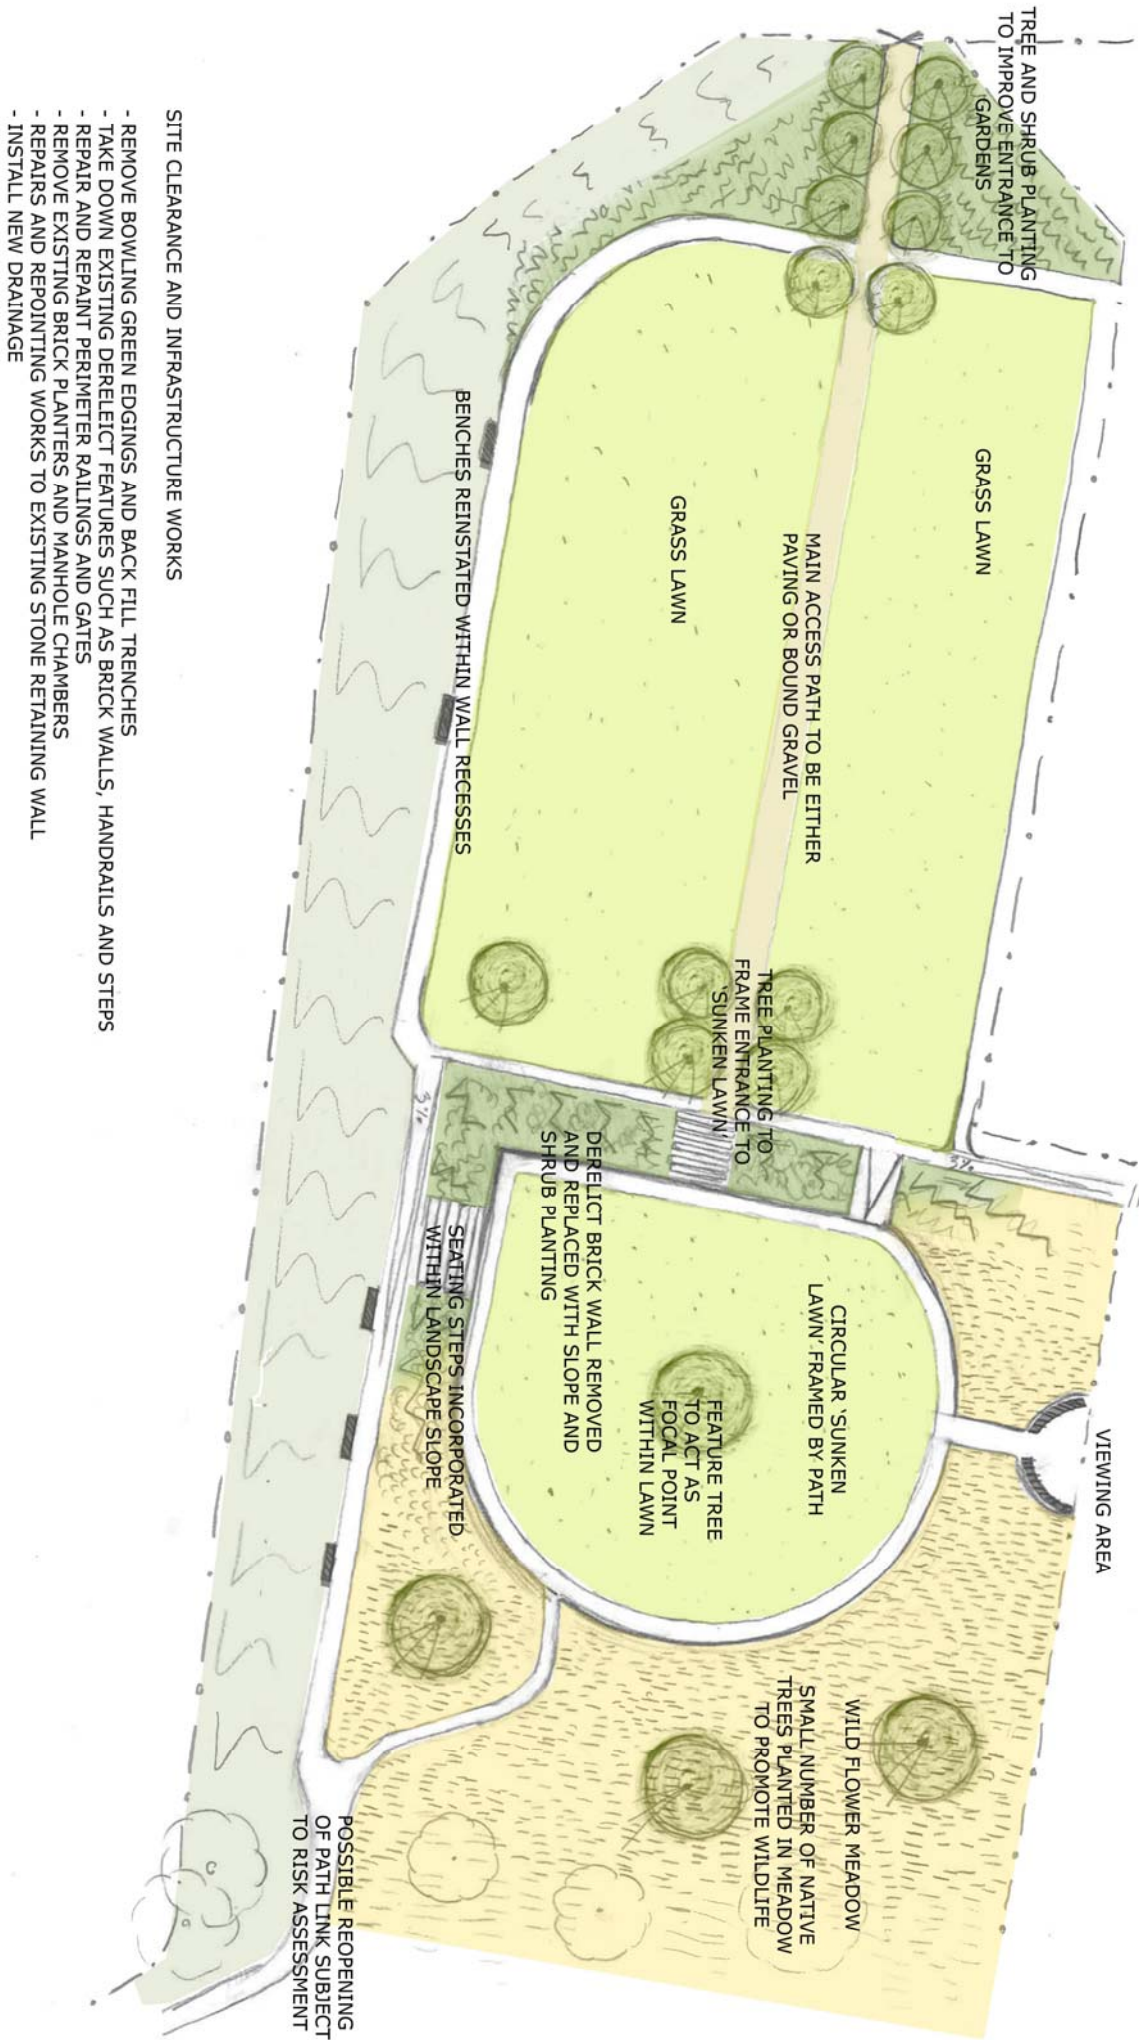 TREE AND SHRUB PLANTING
TO IMPROVE ENTRANCE TO
GARDENS
GRASS LAWN
MAIN ACCESS PATH TO BE EITHER
PAVING OR BOUND GRAVEL
GRASS LAWN
BENCHES REINSTATED WITHIN WALL RECESSES
TREE PLANTING TO
FRAME ENTRANCE TO
'SUNKEN LAWN'
3%
3%
VIEWING AREA
CIRCULAR 'SUNKEN
LAWN' FRAMED BY PATH
FEATURE TREE
TO ACT AS
FOCAL POINT
WITHIN LAWN
DERELICT BRICK WALL REMOVED
AND REPLACED WITH SLOPE AND
SHRUB PLANTING
SEATING STEPS INCORPORATED
WITHIN LANDSCAPE SLOPE
WILD FLOWER MEADOW
SMALL NUMBER OF NATIVE
TREES PLANTED IN MEADOW
TO PROMOTE WILDLIFE
POSSIBLE REOPENING
OF PATH LINK SUBJECT
TO RISK ASSESSMENT
SITE CLEARANCE AND INFRASTRUCTURE WORKS
- REMOVE BOWLING GREEN EDGINGS AND BACK FILL TRENCHES
- TAKE DOWN EXISTING DERELEICT FEATURES SUCH AS BRICK WALLS, HANDRAILS AND STEPS
- REPAIR AND REPAINT PERIMETER RAILINGS AND GATES
- REMOVE EXISTING BRICK PLANTERS AND MANHOLE CHAMBERS
- REPAIRS AND REPOINTING WORKS TO EXISTING STONE RETAINING WALL
- INSTALL NEW DRAINAGE